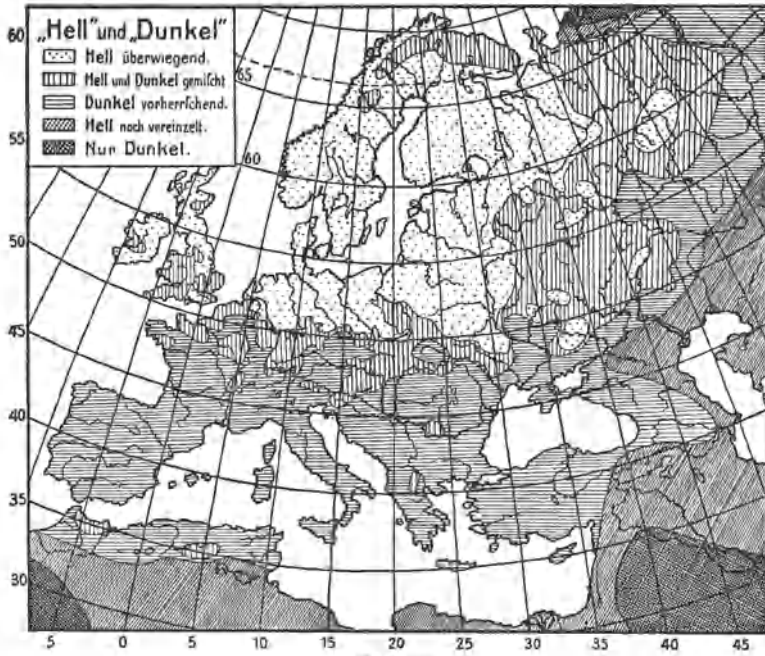 „Hell" und „Dunkel"
Hell überwiegend.
Hell und Dunkel gemischt
Dunkel vorherrschend.
Hell noch vereinzelt.
Nur Dunkel.
60
65
55
60
50
45
40
35
30
5 0 5 10 15 20 25 30 35 40 45